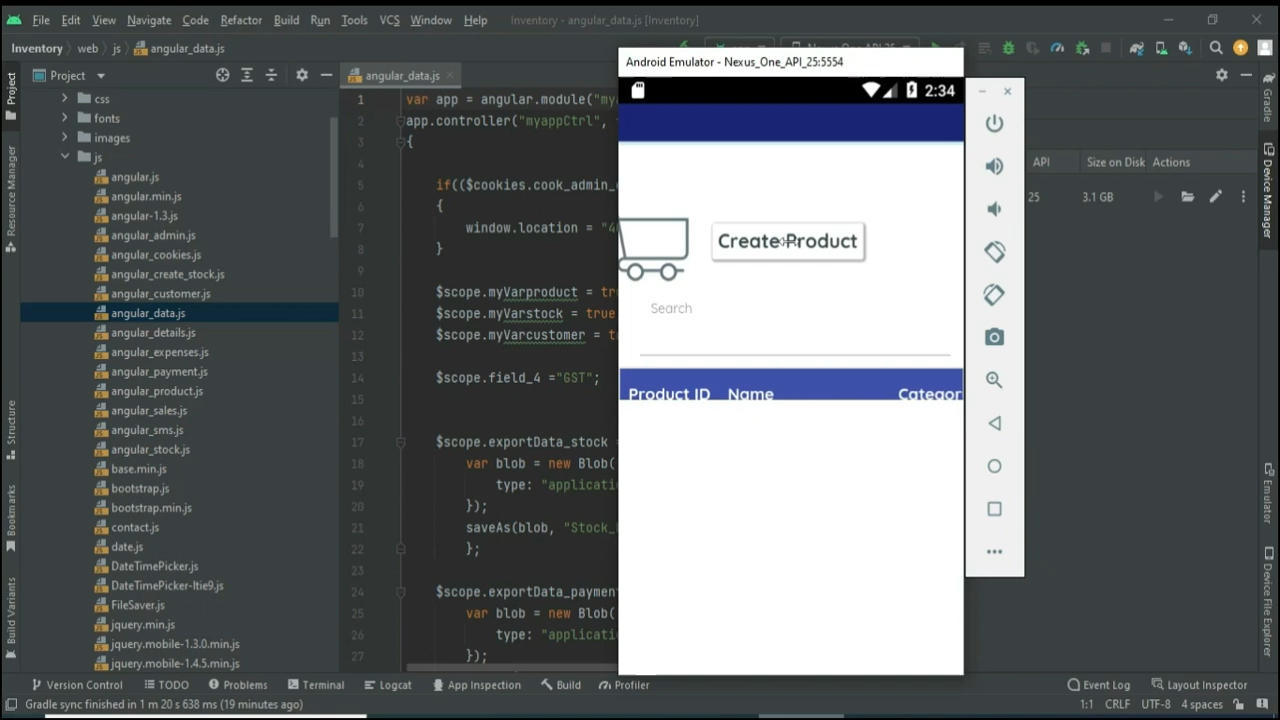 File Edit View Navigate Code Refactor Build Run Tools VCS Window Help Inventory - angular_data.js [Inventory]
Inventory web js angular_data.js
Project
angular_data.js
css
fonts
images
js
angular.js
angular.min.js
angular-1.3.js
angular_admin.js
angular_cookies.js
angular_create_stock.js
angular_customer.js
angular_data.js
angular_details.js
angular_expenses.js
angular_payment.js
angular_product.js
angular_sales.js
angular_sms.js
angular_stock.js
base.min.js
bootstrap.js
bootstrap.min.js
contact.js
date.js
DateTimePicker.js
DateTimePicker-ltie9.js
FileSaver.js
jquery.min.js
jquery.mobile-1.3.0.min.js
jquery.mobile-1.4.5.min.js
Project
Resource Manager
Structure
Bookmarks
Build Variants
1 var app = angular.module("my
2 app.controller("myappCtrl",
3 {
4
5 if(($cookies.cook_admin_
6 {
7 window.location =
8 }
9
10 $scope.myVarproduct =
11 $scope.myVarstock = true
12 $scope.myVarcustomer =
13
14 $scope.field_4 ="GST";
15
16
17 $scope.exportData_stock =
18 var blob = new Blob(
19 type: "applicatio
20 });
21 saveAs(blob, "Stock_
22 };
23
24 $scope.exportData_payment
25 var blob = new Blob(
26 type: "applicatio
27 });
Android Emulator - Nexus_One_API_25:5554
2:34
Create Product
Search
Product ID Name Categor
API Size on Disk Actions
25 3.1 GB
Gradle
Device Manager
Emulator
Device File Explorer
Version Control TODO Problems Terminal Logcat App Inspection Build Profiler Event Log Layout Inspector
Gradle sync finished in 1 m 20 s 638 ms (19 minutes ago) 1:1 CRLF UTF-8 4 spaces